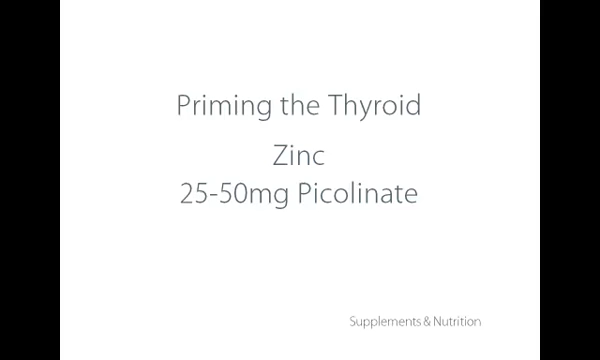 Priming the Thyroid
Zinc
25-50mg Picolinate
Supplements & Nutrition